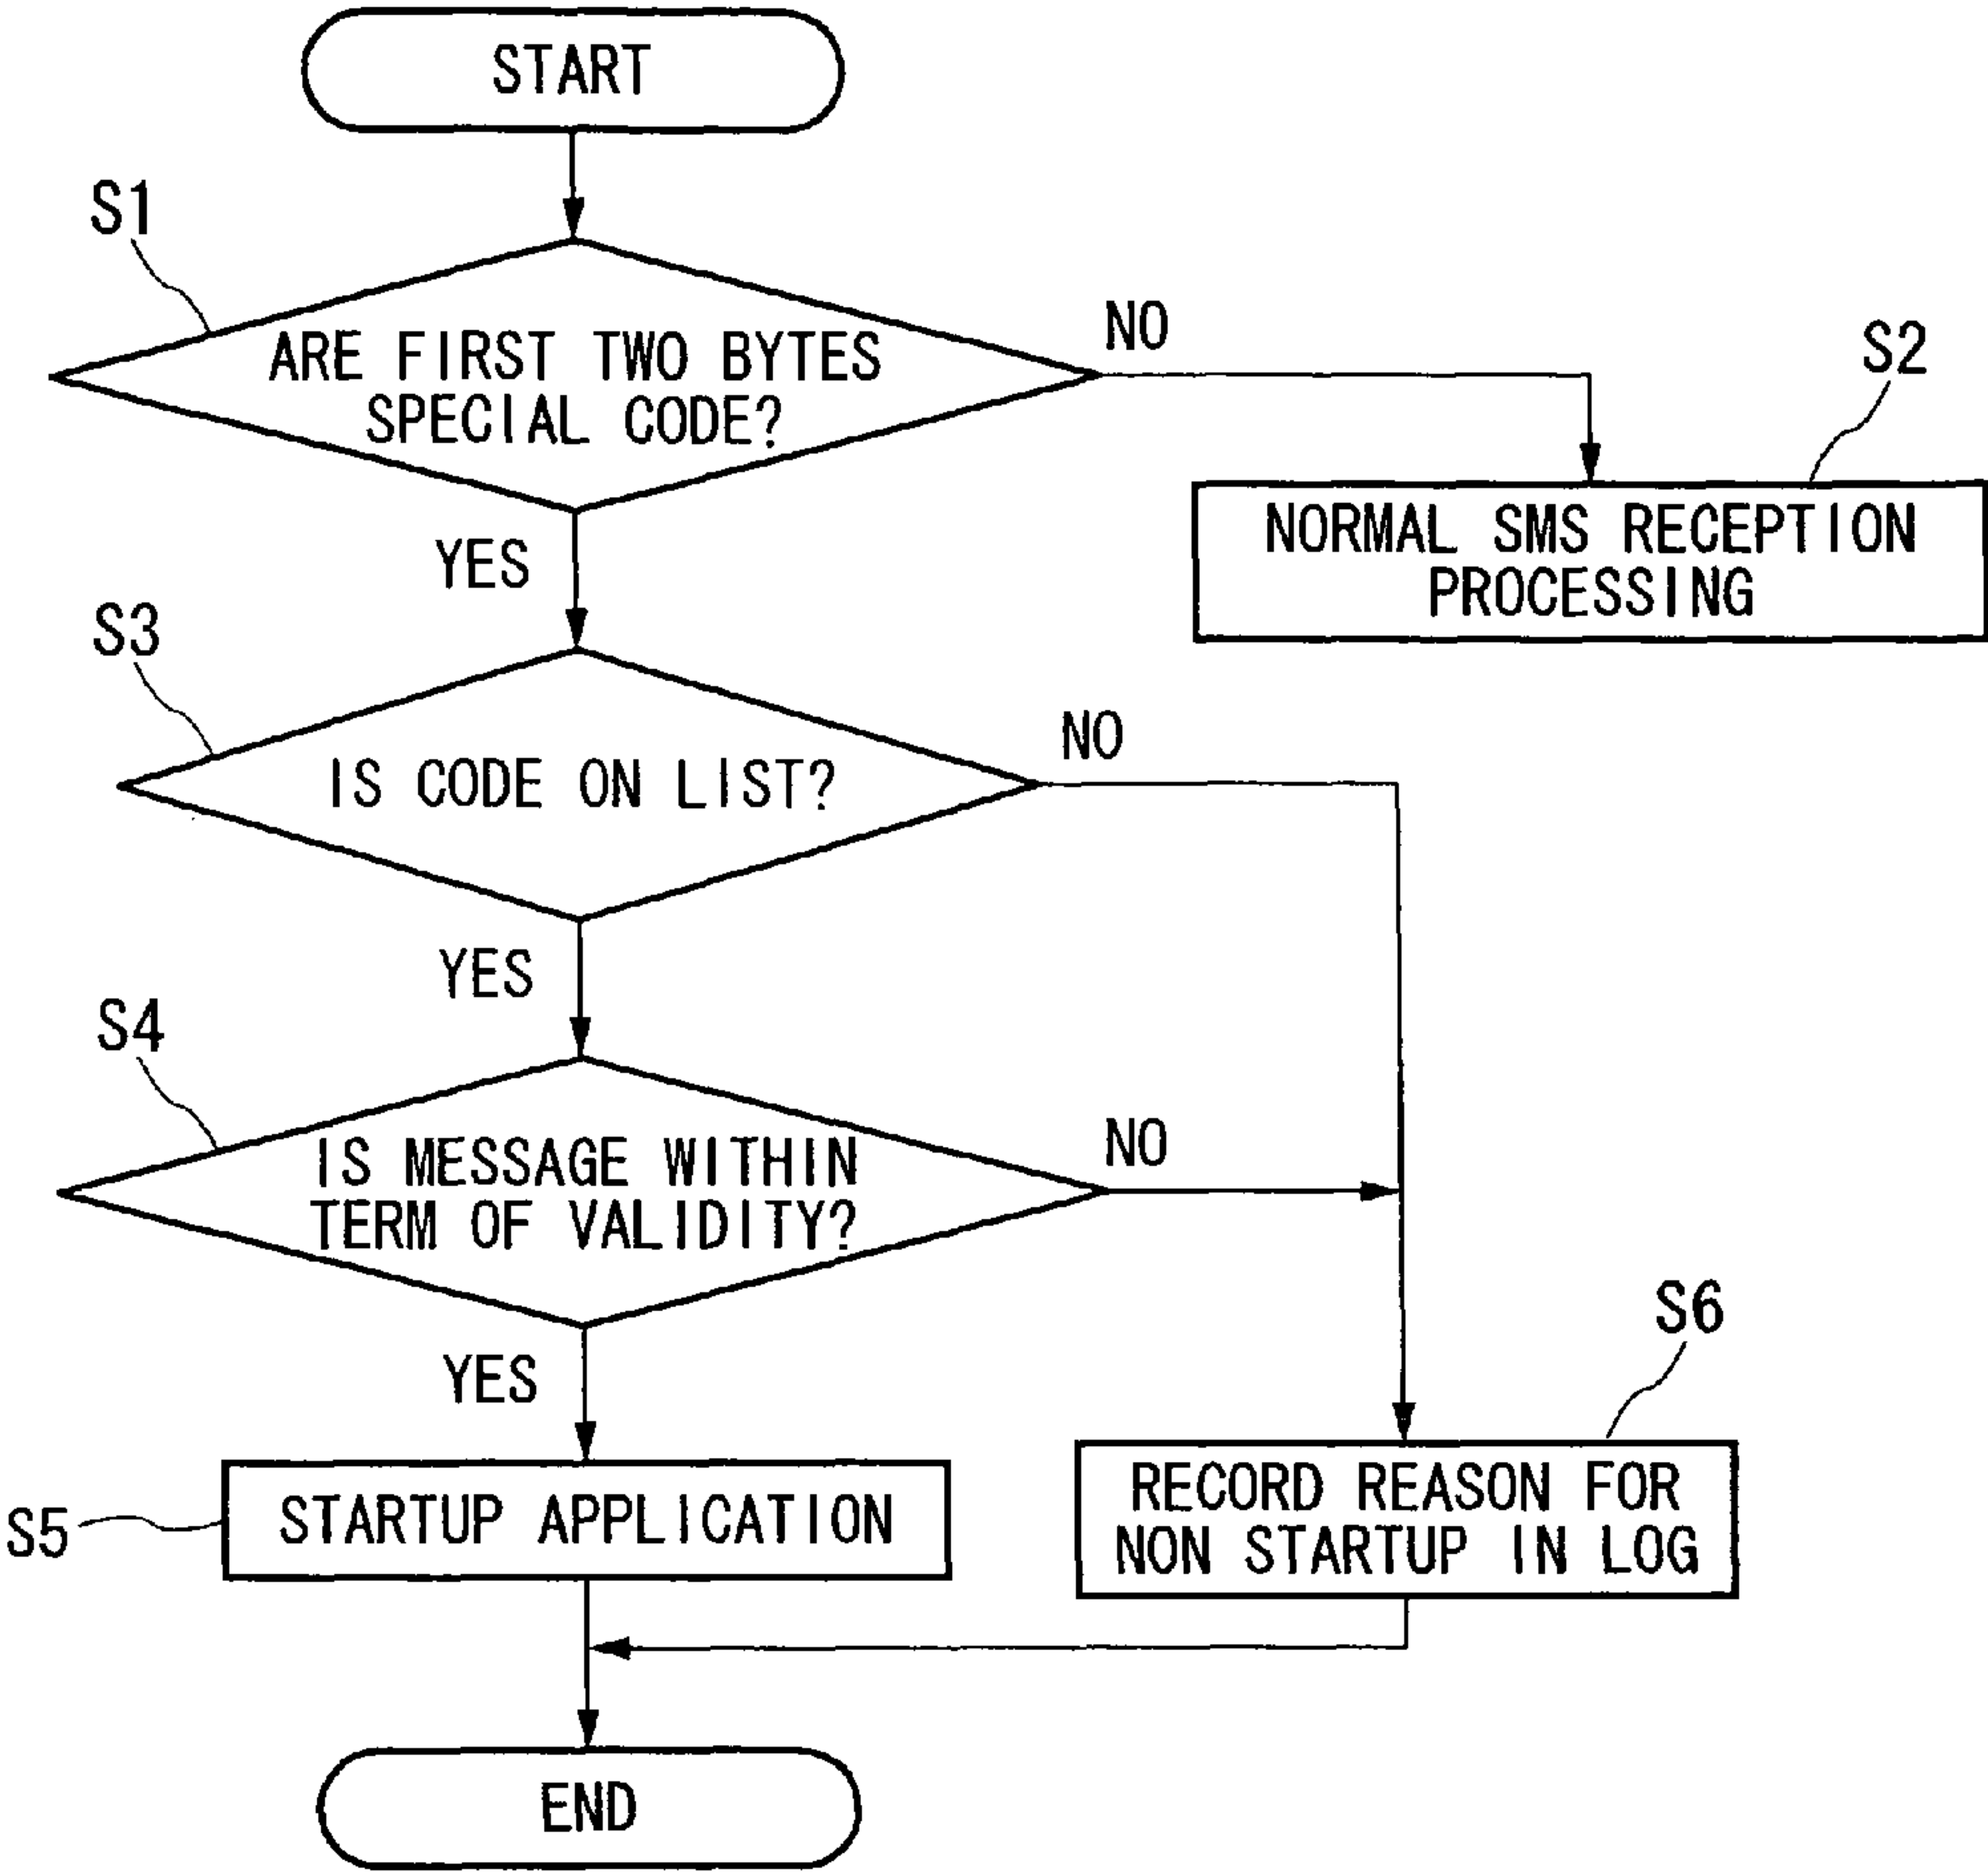 START
S1
ARE FIRST TWO BYTES
SPECIAL CODE?
NO
S2
NORMAL SMS RECEPTION
PROCESSING
YES
S3
IS CODE ON LIST?
NO
YES
S4
IS MESSAGE WITHIN
TERM OF VALIDITY?
NO
YES
S5
STARTUP APPLICATION
S6
RECORD REASON FOR
NON STARTUP IN LOG
END